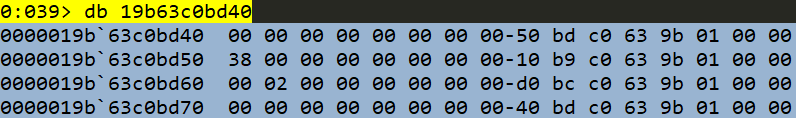 0:039> db 19b63c0bd40
0000019b`63c0bd40  00 00 00 00 00 00 00 00-50 bd c0 63 9b 01 00 00
0000019b`63c0bd50  38 00 00 00 00 00 00 00-10 b9 c0 63 9b 01 00 00
0000019b`63c0bd60  00 02 00 00 00 00 00 00-d0 bc c0 63 9b 01 00 00
0000019b`63c0bd70  00 00 00 00 00 00 00 00-40 bd c0 63 9b 01 00 00